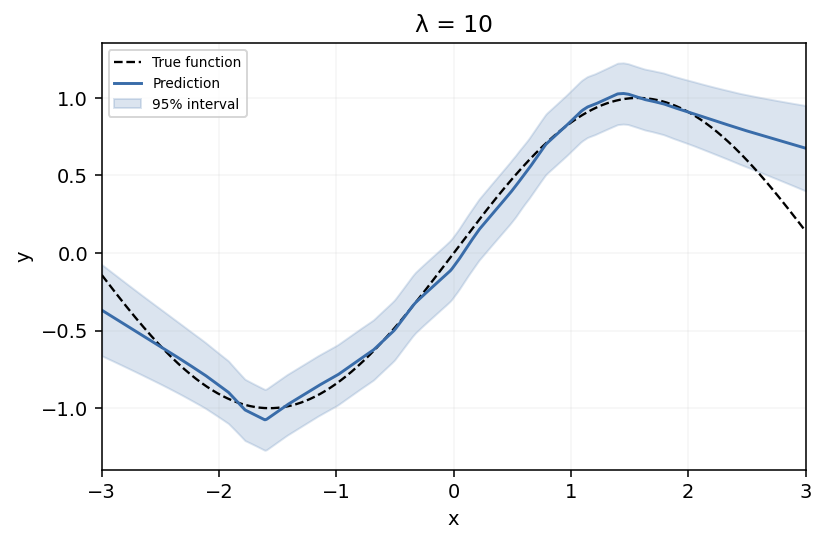 λ = 10
True function
Prediction
95% interval
1.0
0.5
0.0
−0.5
−1.0
y
−3
−2
−1
0
1
2
3
x